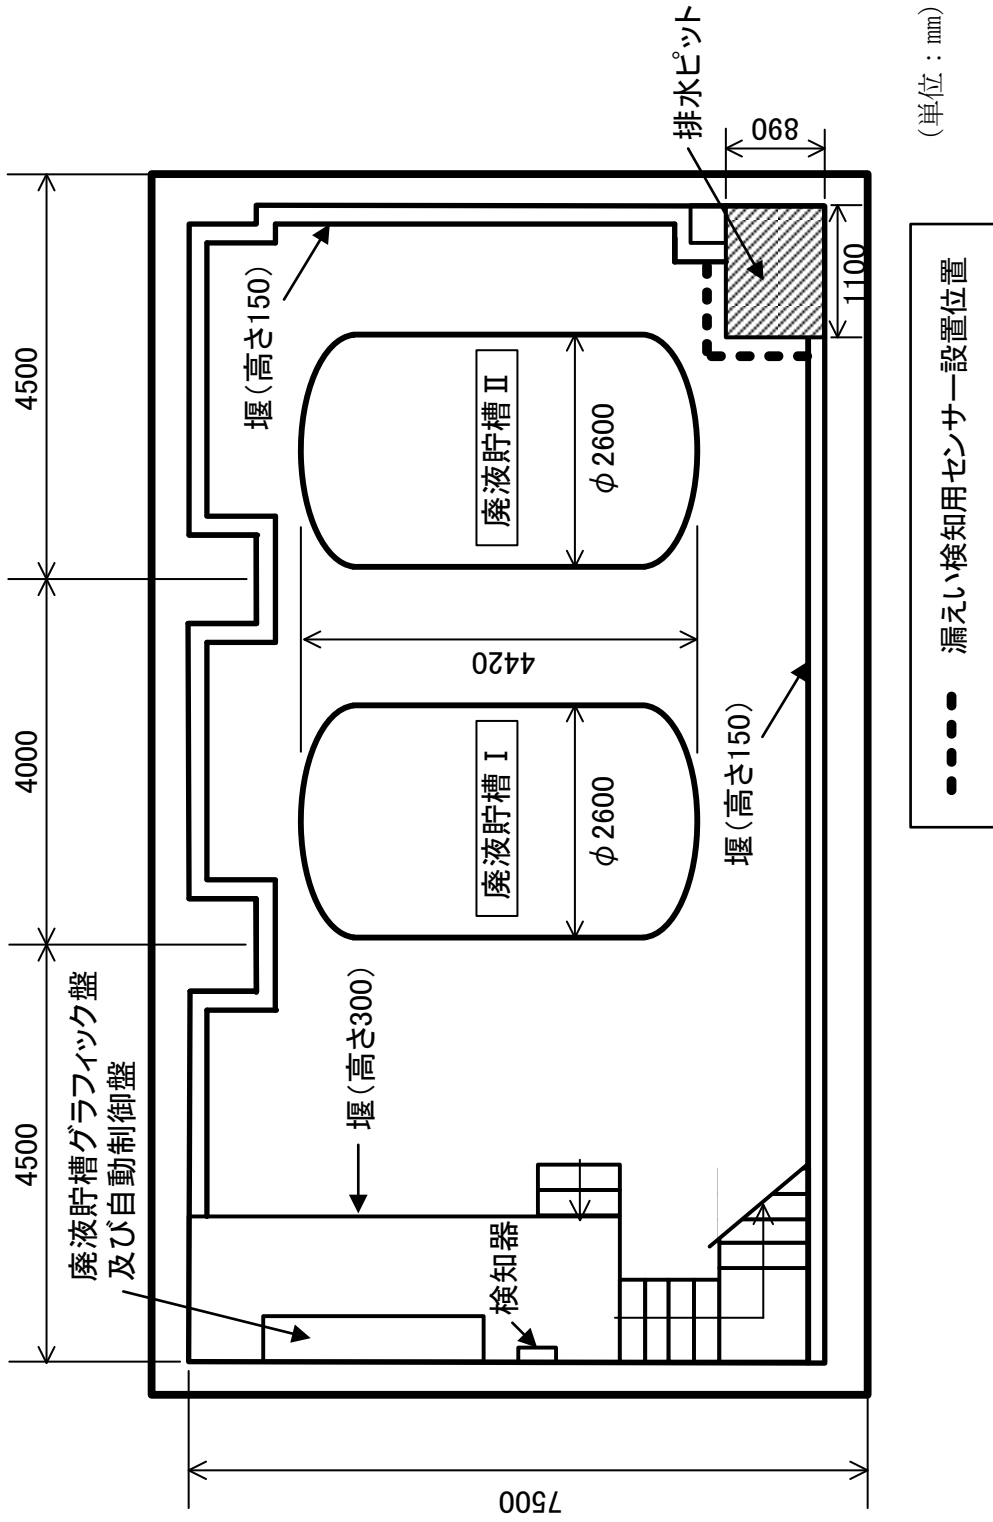 4500
4000
4500
廃液貯槽グラフィック盤
及び自動制御盤
堰(高さ300)
堰(高さ150)
検知器
廃液貯槽 Ⅰ
廃液貯槽 Ⅱ
φ2600
φ2600
4420
堰(高さ150)
排水ピット
890
1100
7500
漏えい検知用センサー設置位置
(単位:mm)